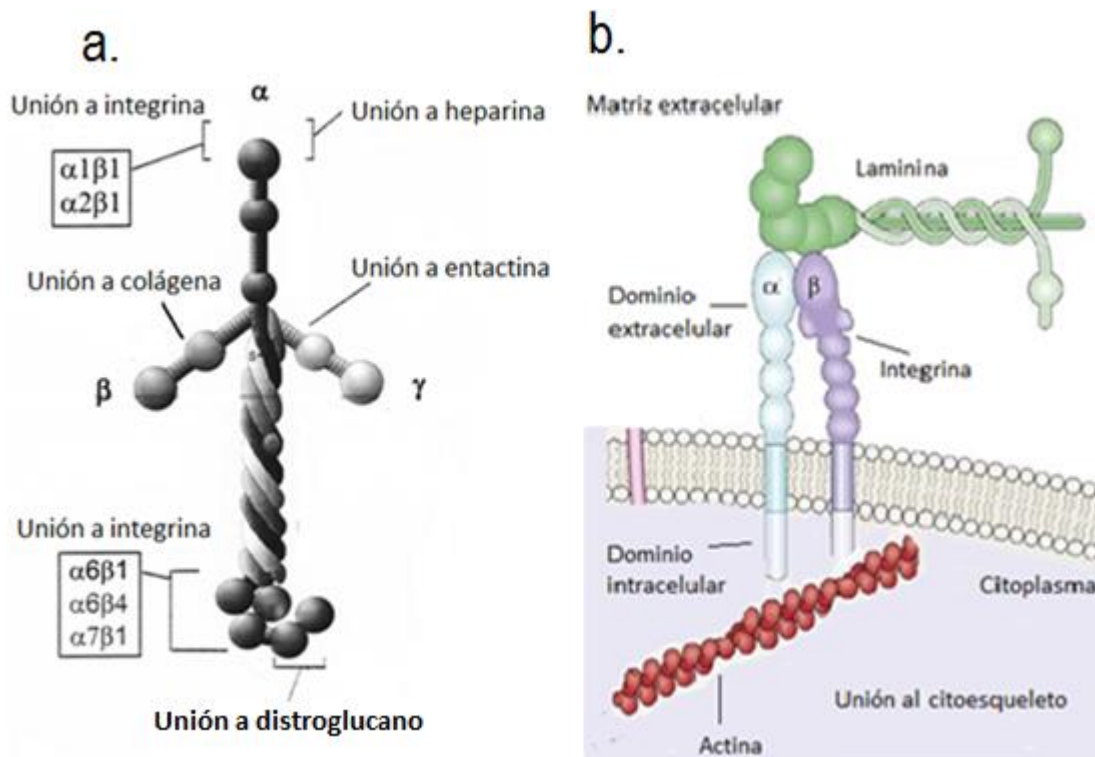 a.
α
Unión a integrina
Unión a heparina
α1β1
α2β1
Unión a colágena
Unión a entactina
s
β
γ
Unión a integrina
α6β1
α6β4
α7β1
Unión a distroglucano
b.
Matriz extracelular
Laminina
α
β
Dominio
extracelular
Integrina
Dominio
intracelular
Citoplasma
Unión al citoesqueleto
Actina